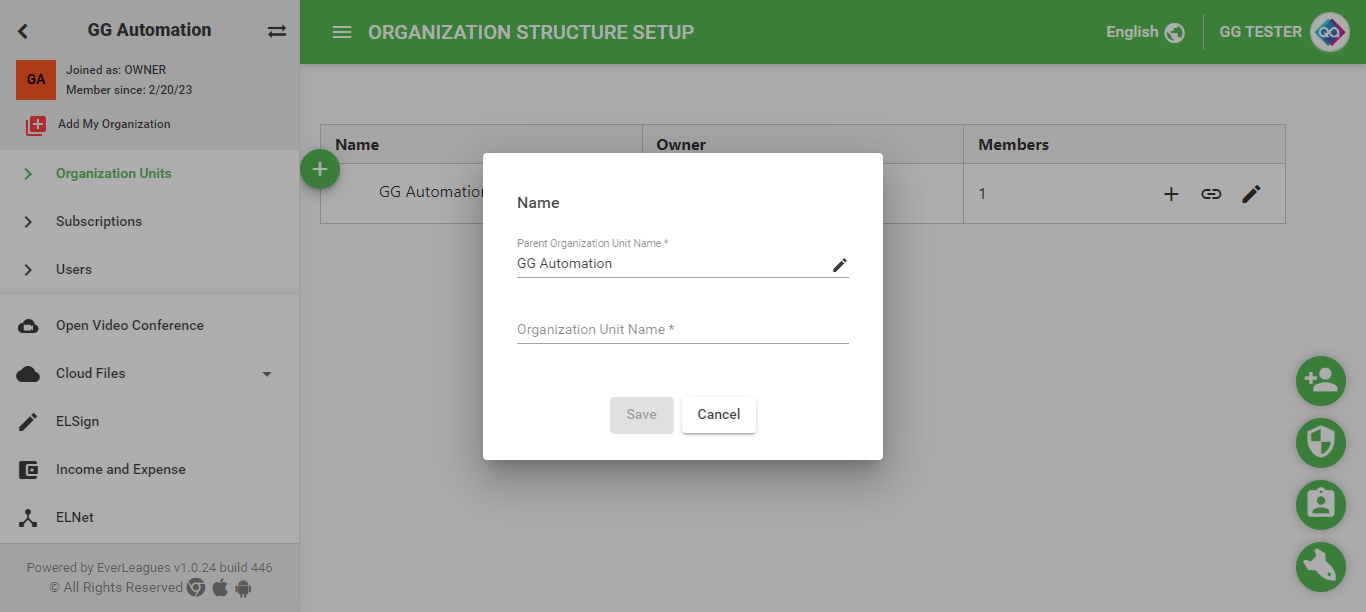 GG Automation
GA
Joined as: OWNER
Member since: 2/20/23
Add My Organization
Organization Units
Subscriptions
Users
Open Video Conference
Cloud Files
ELSign
Income and Expense
ELNet
Powered by EverLeagues v1.0.24 build 446
© All Rights Reserved
ORGANIZATION STRUCTURE SETUP
English
GG TESTER
QA
Name Owner Members
GG Automation 1
Name
Parent Organization Unit Name *
GG Automation
Organization Unit Name *
Save Cancel